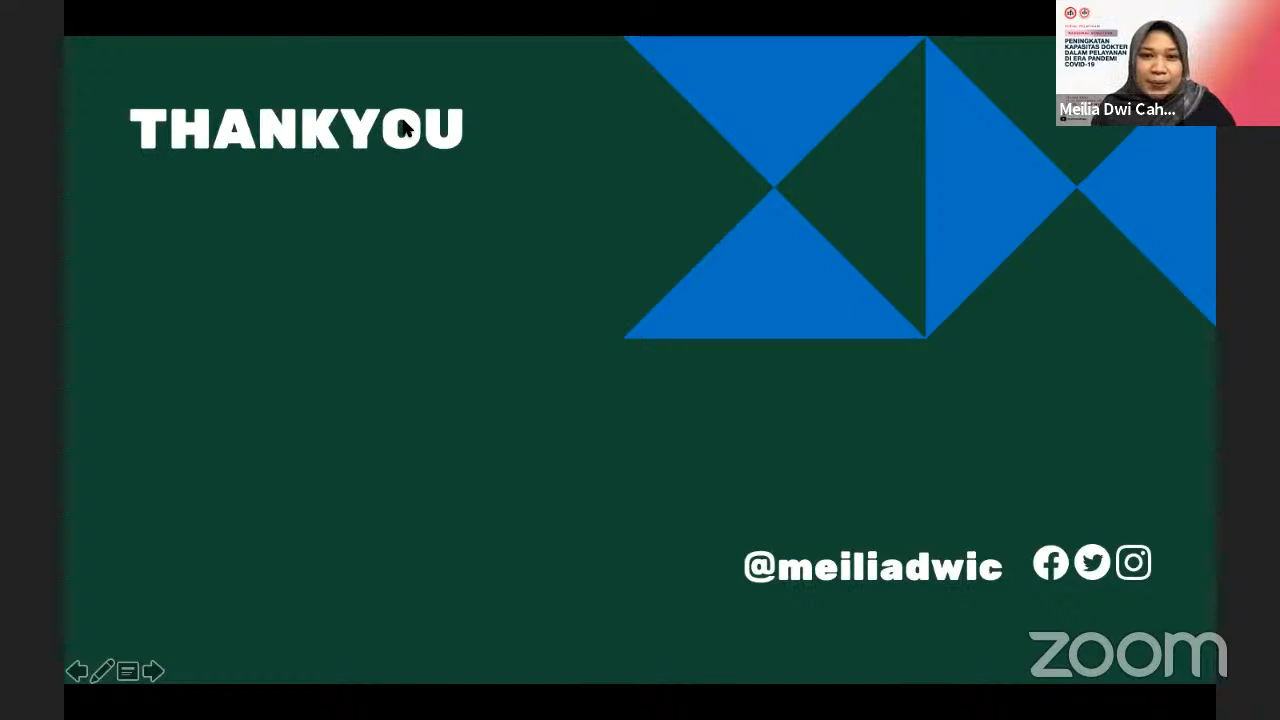 PENINGKATAN
KAPASITAS DOKTER
DALAM PELAYANAN
DI ERA PANDEMI
COVID-19
Meilia Dwi Cah...
THANKYOU
@meiliadwic
zoom